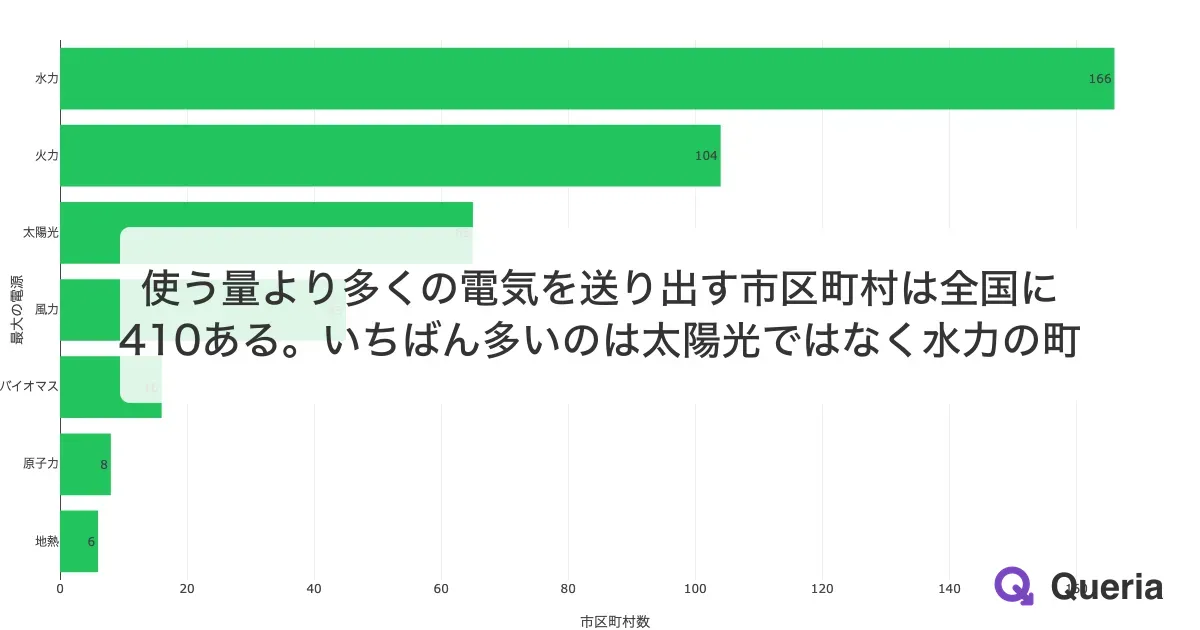 水力
166
火力
104
太陽光
65
最大の電源
風力
45
使う量より多くの電気を送り出す市区町村は全国に
410ある。いちばん多いのは太陽光ではなく水力の町
バイオマス
16
原子力
8
地熱
6
0
20
40
60
80
100
120
140
160
市区町村数
Queria